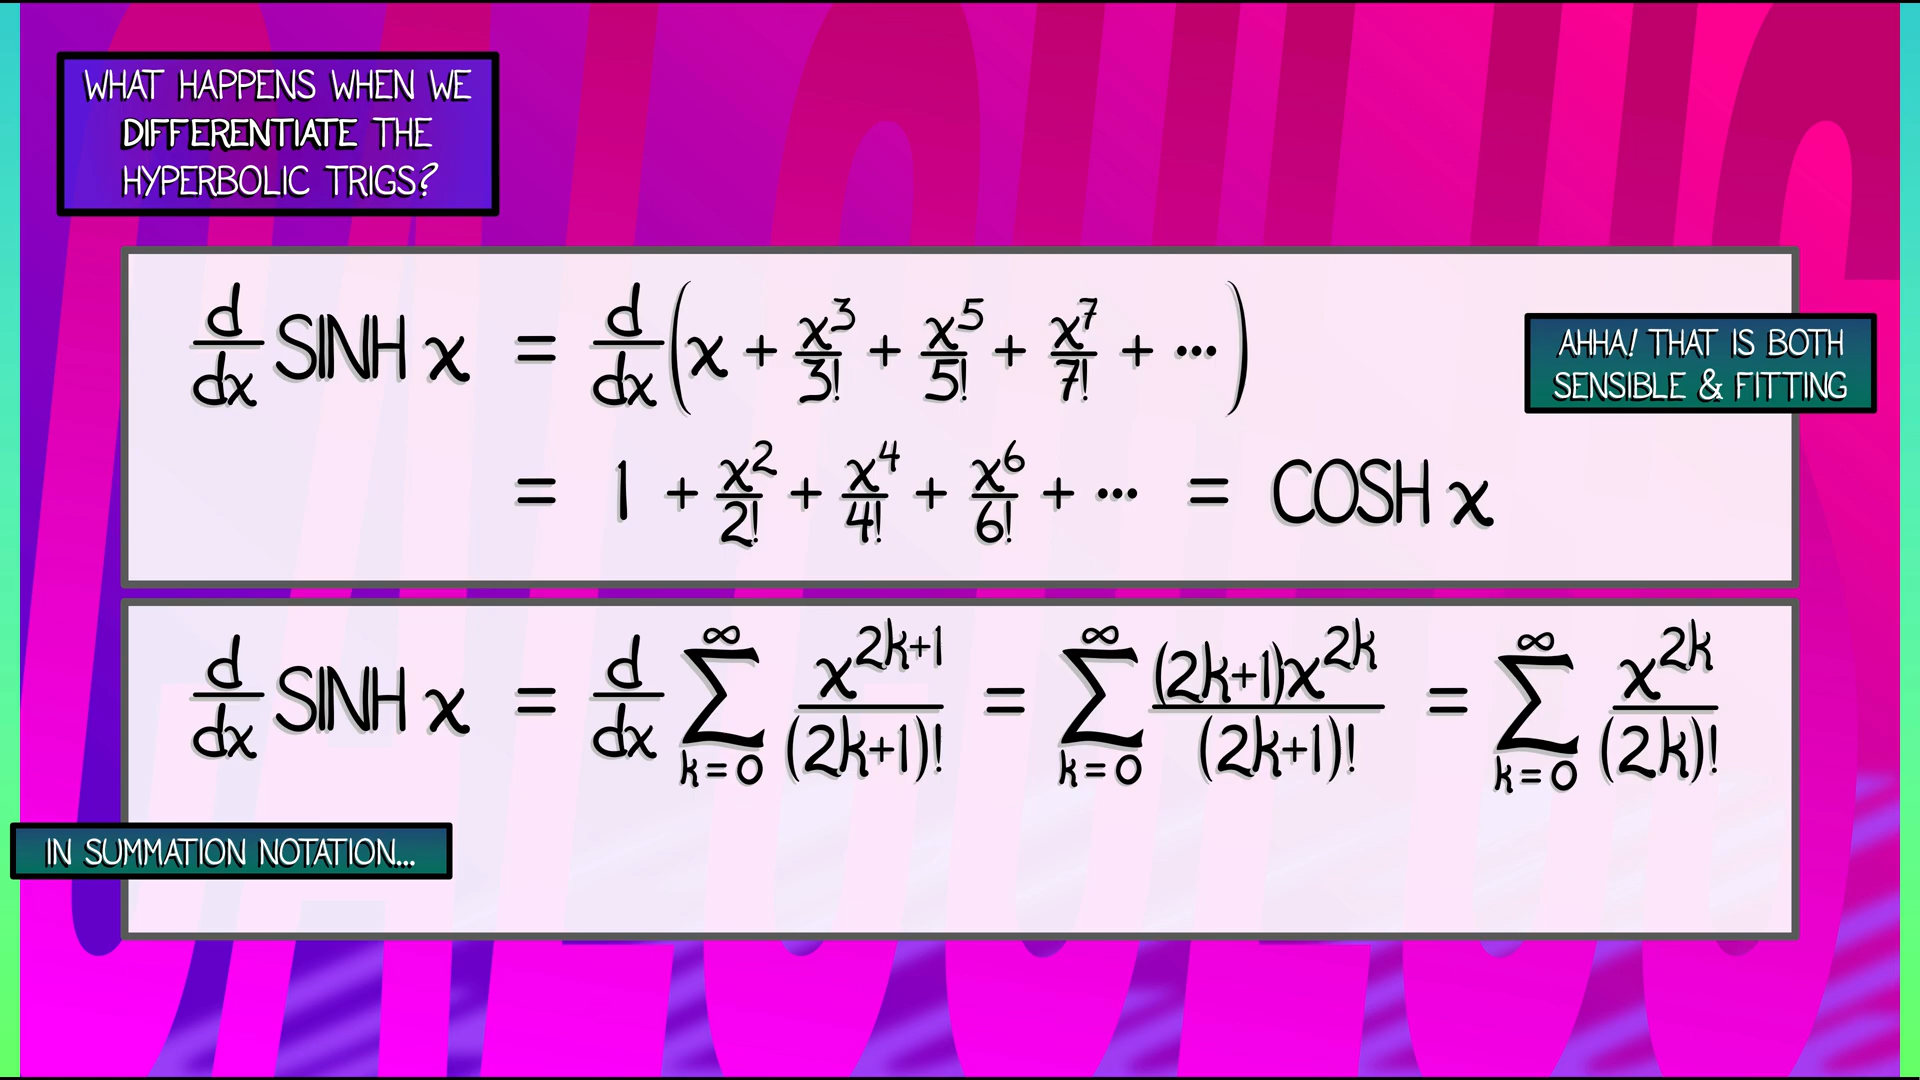 WHAT HAPPENS WHEN WE
DIFFERENTIATE THE
HYPERBOLIC TRIGS?
d/dx SINH x = d/dx (x + x³/3! + x⁵/5! + x⁷/7! + ⋯)
AHHA! THAT IS BOTH
SENSIBLE & FITTING
= 1 + x²/2! + x⁴/4! + x⁶/6! + ⋯ = COSH x
d/dx SINH x = d/dx ∑_{k=0}^{∞} x^{2k+1}/(2k+1)! = ∑_{k=0}^{∞} (2k+1)x^{2k}/(2k+1)! = ∑_{k=0}^{∞} x^{2k}/(2k)!
IN SUMMATION NOTATION...
CALCULUS